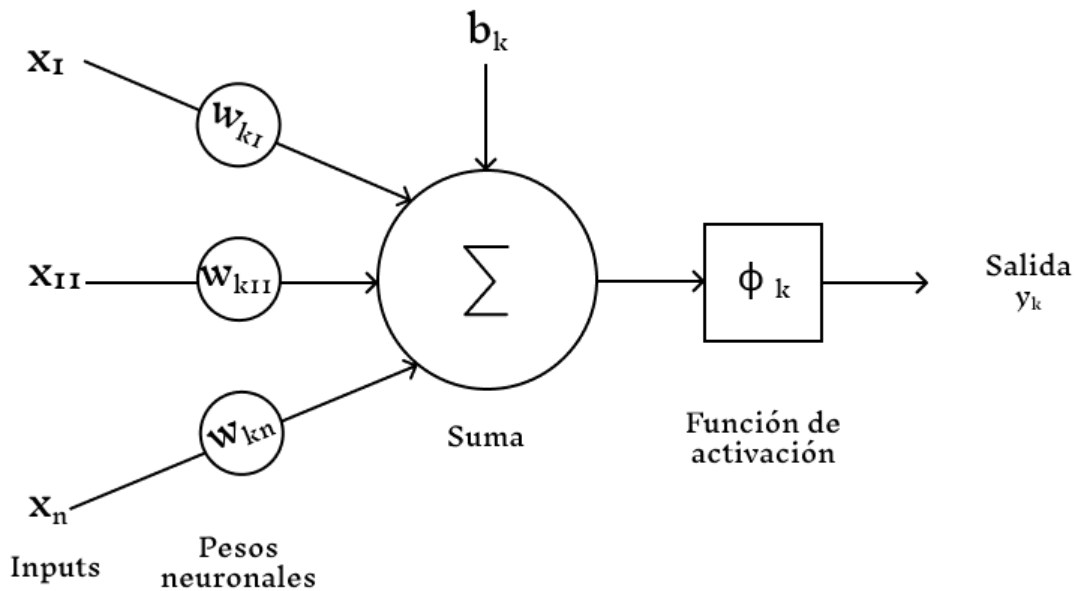 b_k
x_I
w_kI
x_II
w_kII
∑
ϕ k
Salida
y_k
w_kn
x_n
Suma
Función de
activación
Inputs
Pesos
neuronales